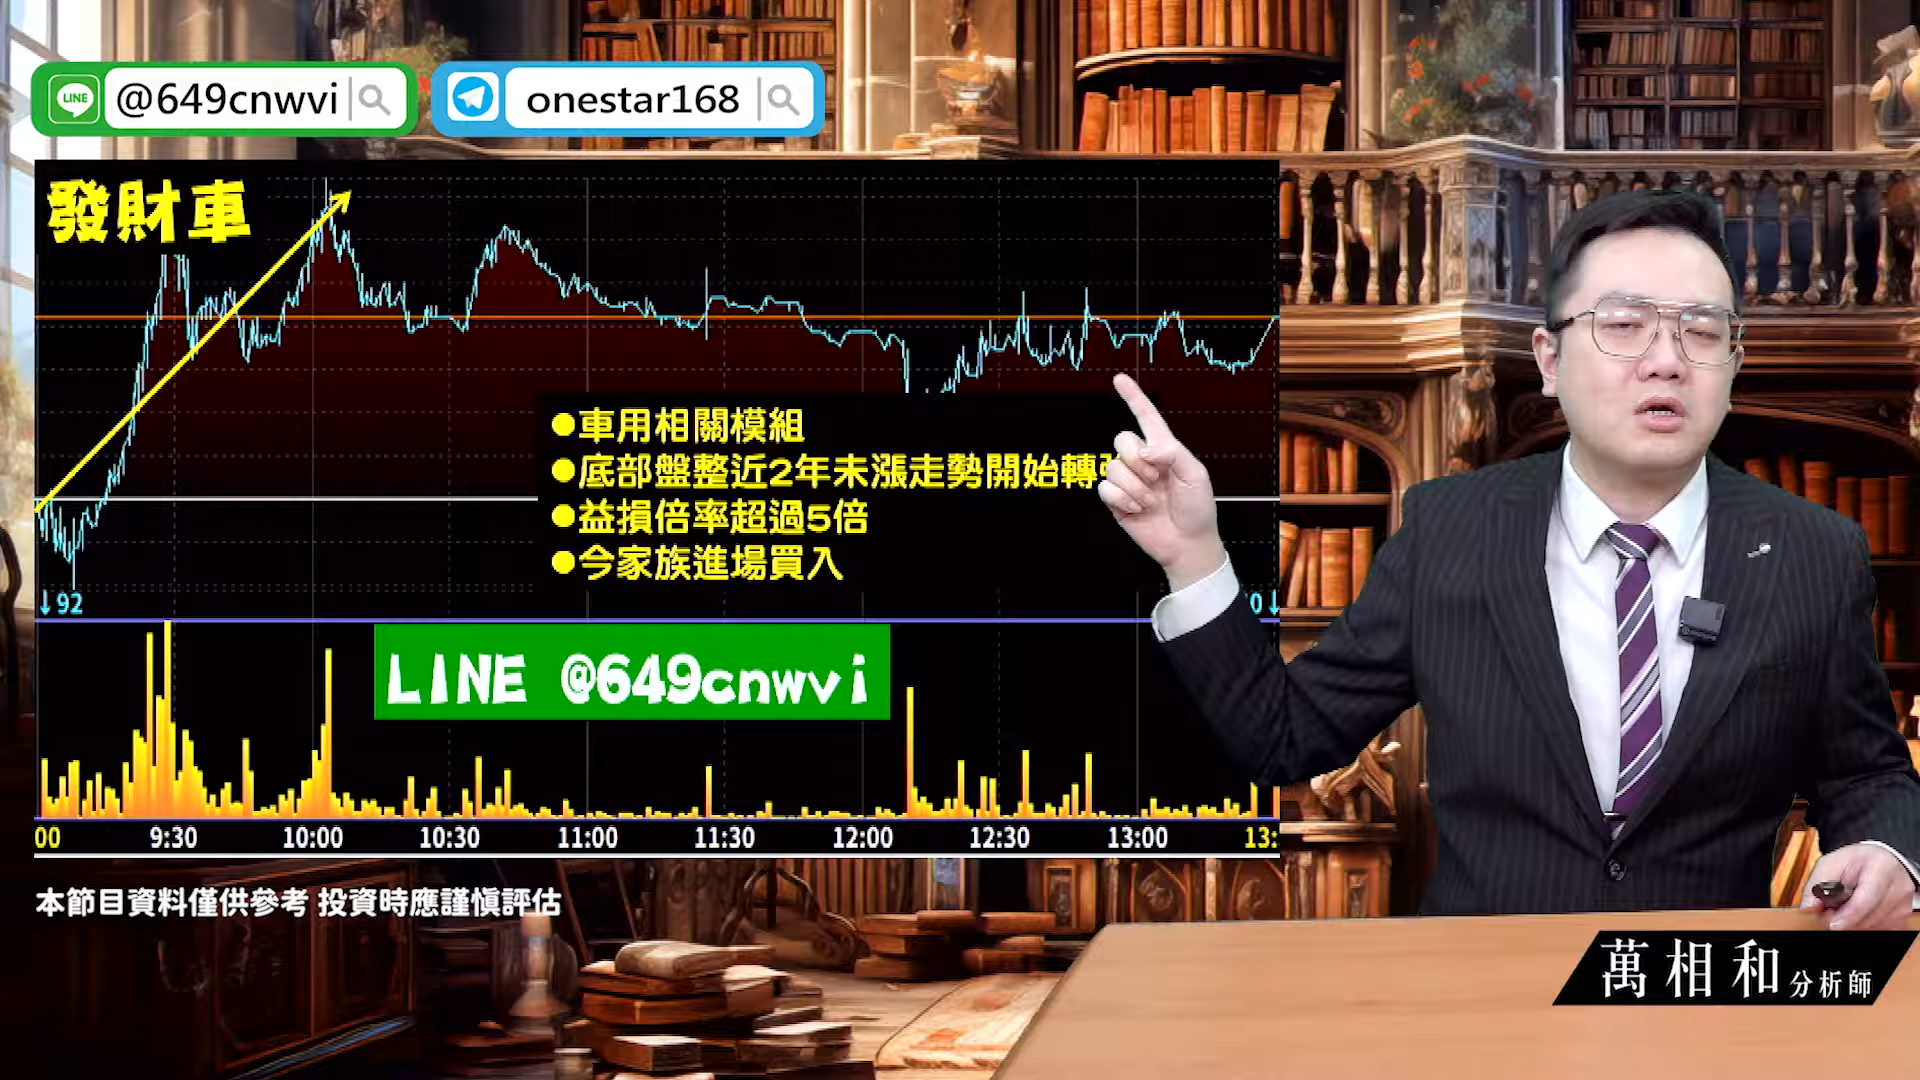 LINE @649cnwvi
onestar168
發財車
●車用相關模組
●底部盤整近2年未漲走勢開始轉
●益損倍率超過5倍
●今家族進場買入
↓92
0↓
LINE @649cnwvi
00 9:30 10:00 10:30 11:00 11:30 12:00 12:30 13:00 13:
本節目資料僅供參考 投資時應謹慎評估
萬相和分析師